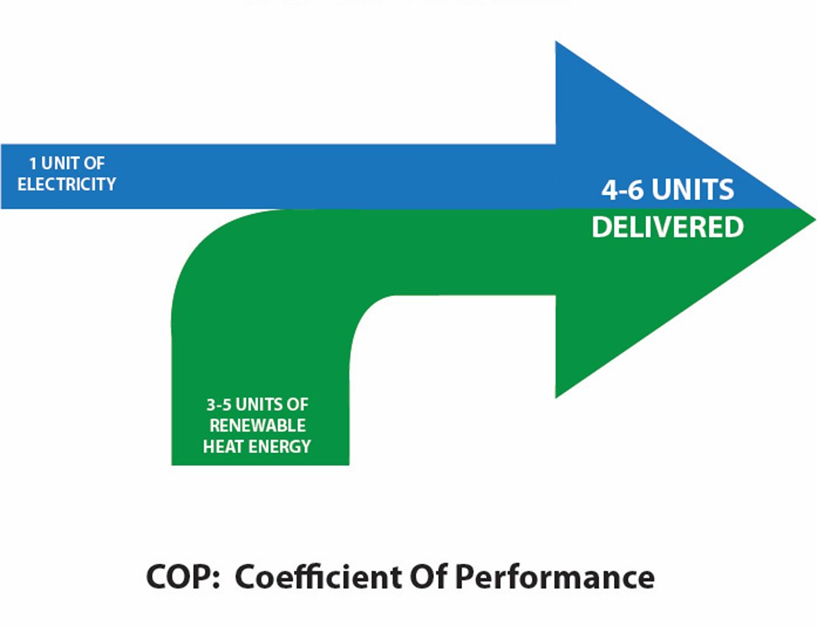 1 UNIT OF
ELECTRICITY
4-6 UNITS
DELIVERED
3-5 UNITS OF
RENEWABLE
HEAT ENERGY
COP: Coefficient Of Performance